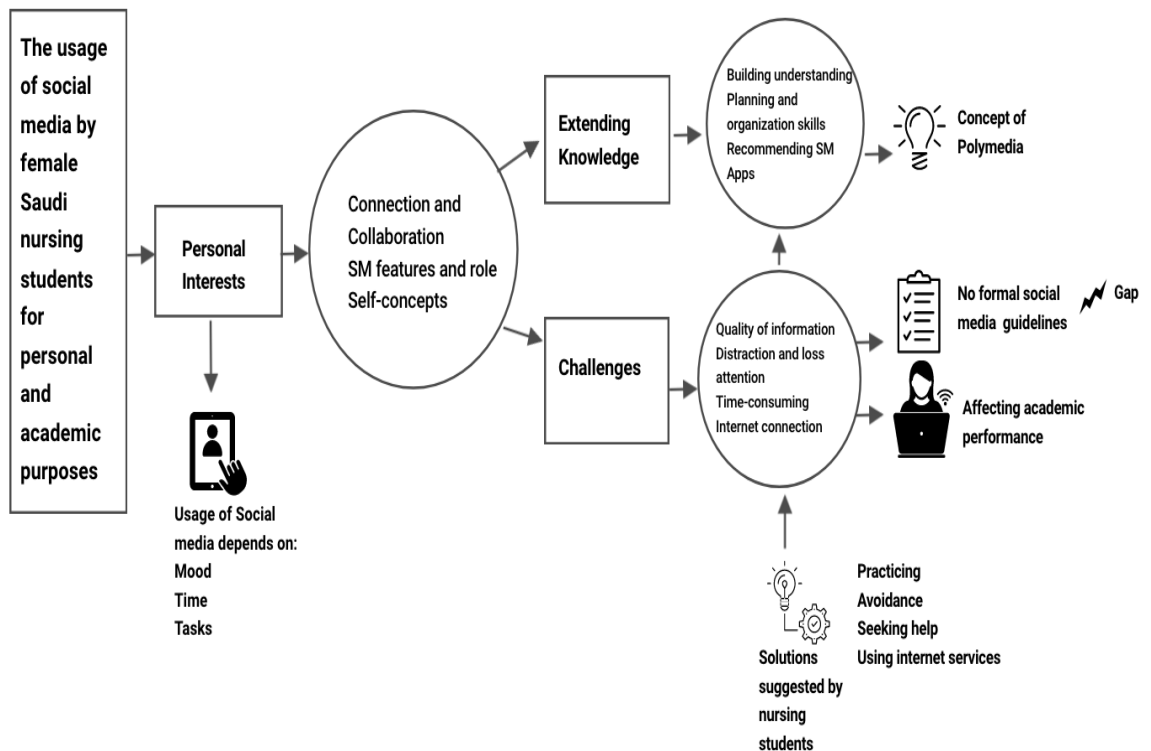 The usage
of social
media by
female
Saudi
nursing
students
for
personal
and
academic
purposes
Personal
Interests
Usage of Social
media depends on:
Mood
Time
Tasks
Connection and
Collaboration
SM features and role
Self-concepts
Extending
Knowledge
Building understanding
Planning and
organization skills
Recommending SM
Apps
Concept of
Polymedia
Challenges
Quality of information
Distraction and loss
attention
Time-consuming
Internet connection
No formal social
media guidelines
Gap
Affecting academic
performance
Solutions
suggested by
nursing
students
Practicing
Avoidance
Seeking help
Using internet services